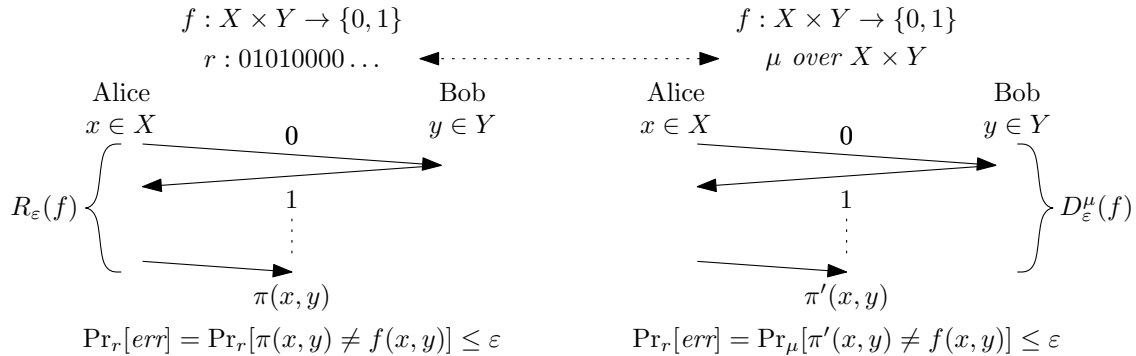 f : X × Y → {0, 1}
r : 01010000 . . .
Alice
x ∈ X
Bob
y ∈ Y
0
1
R_ε(f)
π(x, y)
Pr_r[err] = Pr_r[π(x, y) ≠ f(x, y)] ≤ ε
f : X × Y → {0, 1}
μ over X × Y
Alice
x ∈ X
Bob
y ∈ Y
0
1
D_ε^μ(f)
π′(x, y)
Pr_r[err] = Pr_μ[π′(x, y) ≠ f(x, y)] ≤ ε